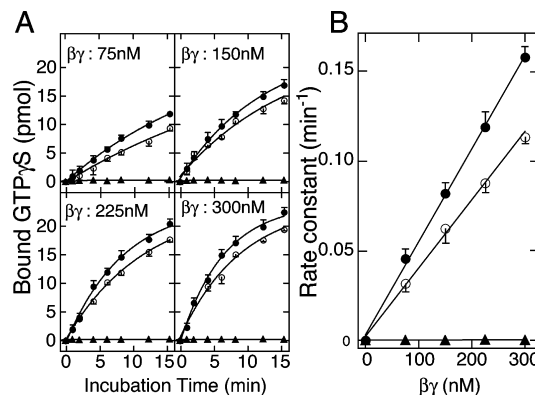 A
B
βγ : 75nM
βγ : 150nM
20
15
10
5
0
βγ : 225nM
βγ : 300nM
20
15
10
5
0
0 5 10 15 0 5 10 15
Bound GTPγS (pmol)
Incubation Time (min)
0.15
0.10
0.05
0
0 100 200 300
Rate constant (min⁻¹)
βγ (nM)